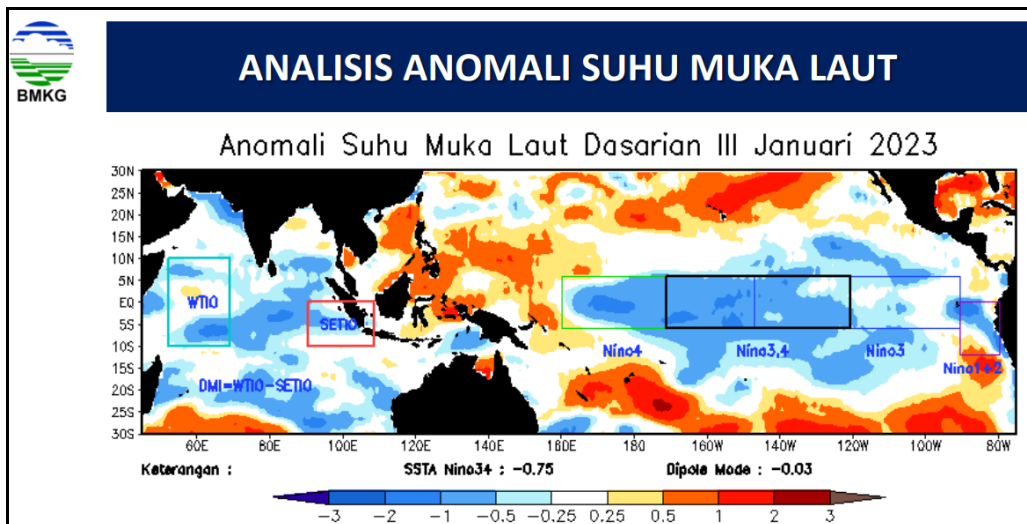 BMKG
ANALISIS ANOMALI SUHU MUKA LAUT
Anomali Suhu Muka Laut Dasarian III Januari 2023
30N
25N
20N
15N
10N
5N
EQ
5S
10S
15S
20S
25S
30S
WTIO
SETIO
DMI=WTIO-SETIO
Nino4
Nino3.4
Nino3
Nino1+2
60E 80E 100E 120E 140E 160E 180 160W 140W 120W 100W 80W
Keterangan : SSTA Nino34 : -0.75 Dipole Mode : -0.03
-3 -2 -1 -0.5 -0.25 0.25 0.5 1 2 3